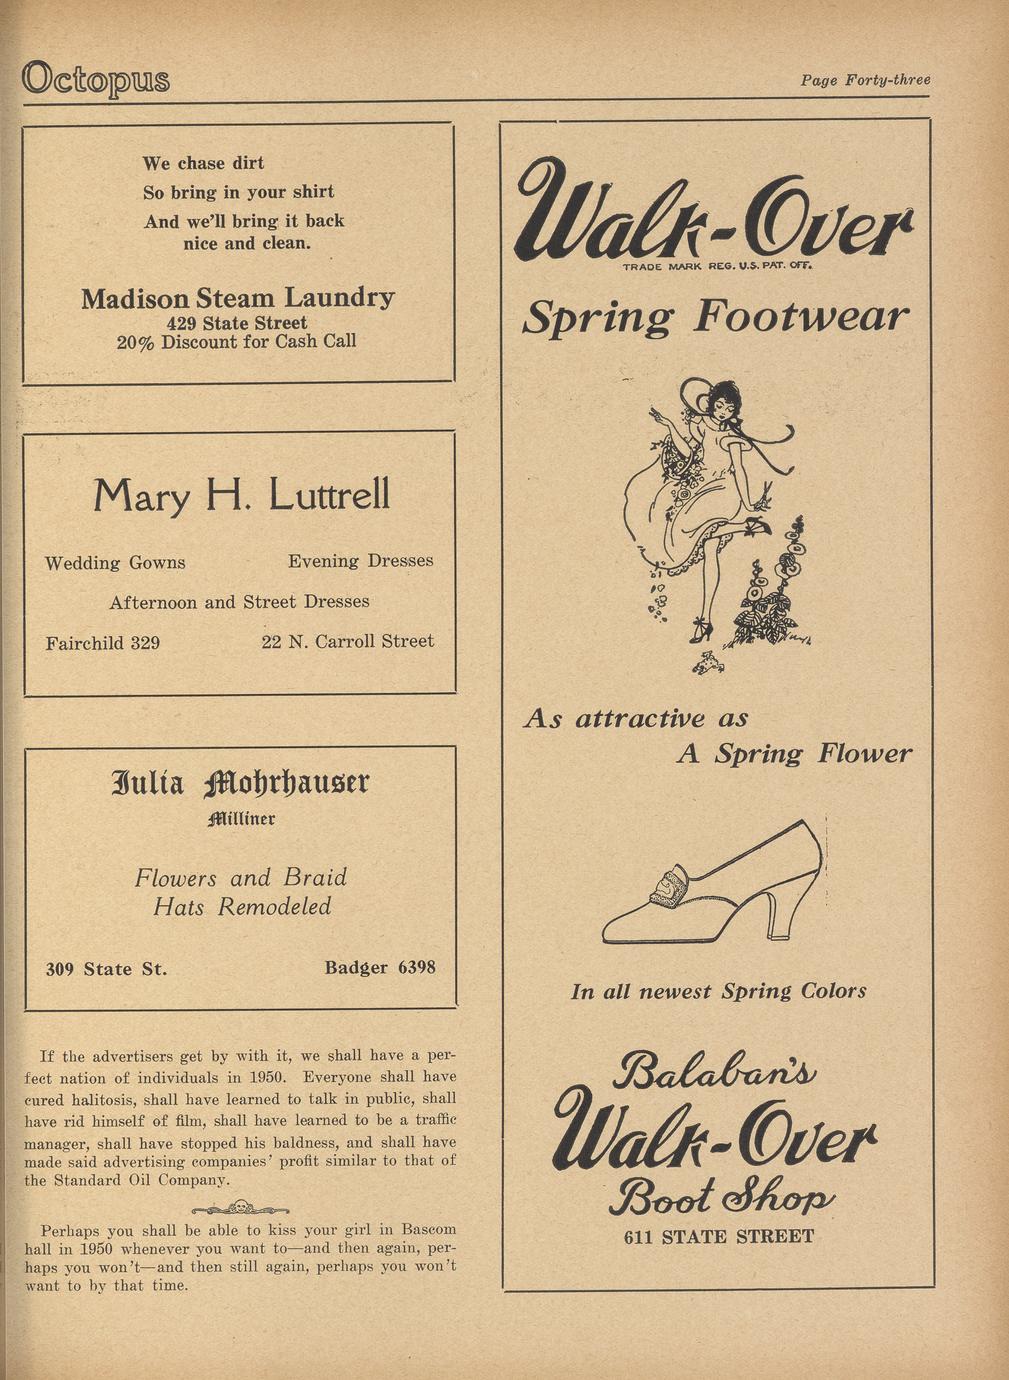 Octopus
Page Forty-three
We chase dirt
So bring in your shirt
And we'll bring it back
nice and clean.
Madison Steam Laundry
429 State Street
20% Discount for Cash Call
Mary H. Luttrell
Wedding Gowns Evening Dresses
Afternoon and Street Dresses
Fairchild 329 22 N. Carroll Street
Julia Mohrhauser
Milliner
Flowers and Braid
Hats Remodeled
309 State St. Badger 6398
If the advertisers get by with it, we shall have a per-
fect nation of individuals in 1950. Everyone shall have
cured halitosis, shall have learned to talk in public, shall
have rid himself of film, shall have learned to be a traffic
manager, shall have stopped his baldness, and shall have
made said advertising companies' profit similar to that of
the Standard Oil Company.
Perhaps you shall be able to kiss your girl in Bascom
hall in 1950 whenever you want to—and then again, per-
haps you won't—and then still again, perhaps you won't
want to by that time.
Walk-Over
TRADE MARK REG. U.S. PAT. OFF.
Spring Footwear
As attractive as
A Spring Flower
In all newest Spring Colors
Balaban's
Walk-Over
Boot Shop
611 STATE STREET